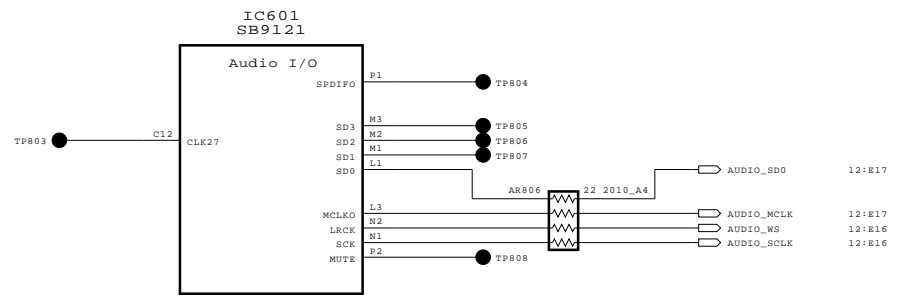 IC601
SB9121
Audio I/O
SPDIFO P1 TP804
SD3 M3 TP805
TP803 C12 CLK27 SD2 M2 TP806
SD1 M1 TP807
SD0 L1 AUDIO_SD0 12:E17
AR806 22 2010_A4
MCLKO L3 AUDIO_MCLK 12:E17
LRCK N2 AUDIO_WS 12:E16
SCK N1 AUDIO_SCLK 12:E16
MUTE P2 TP808